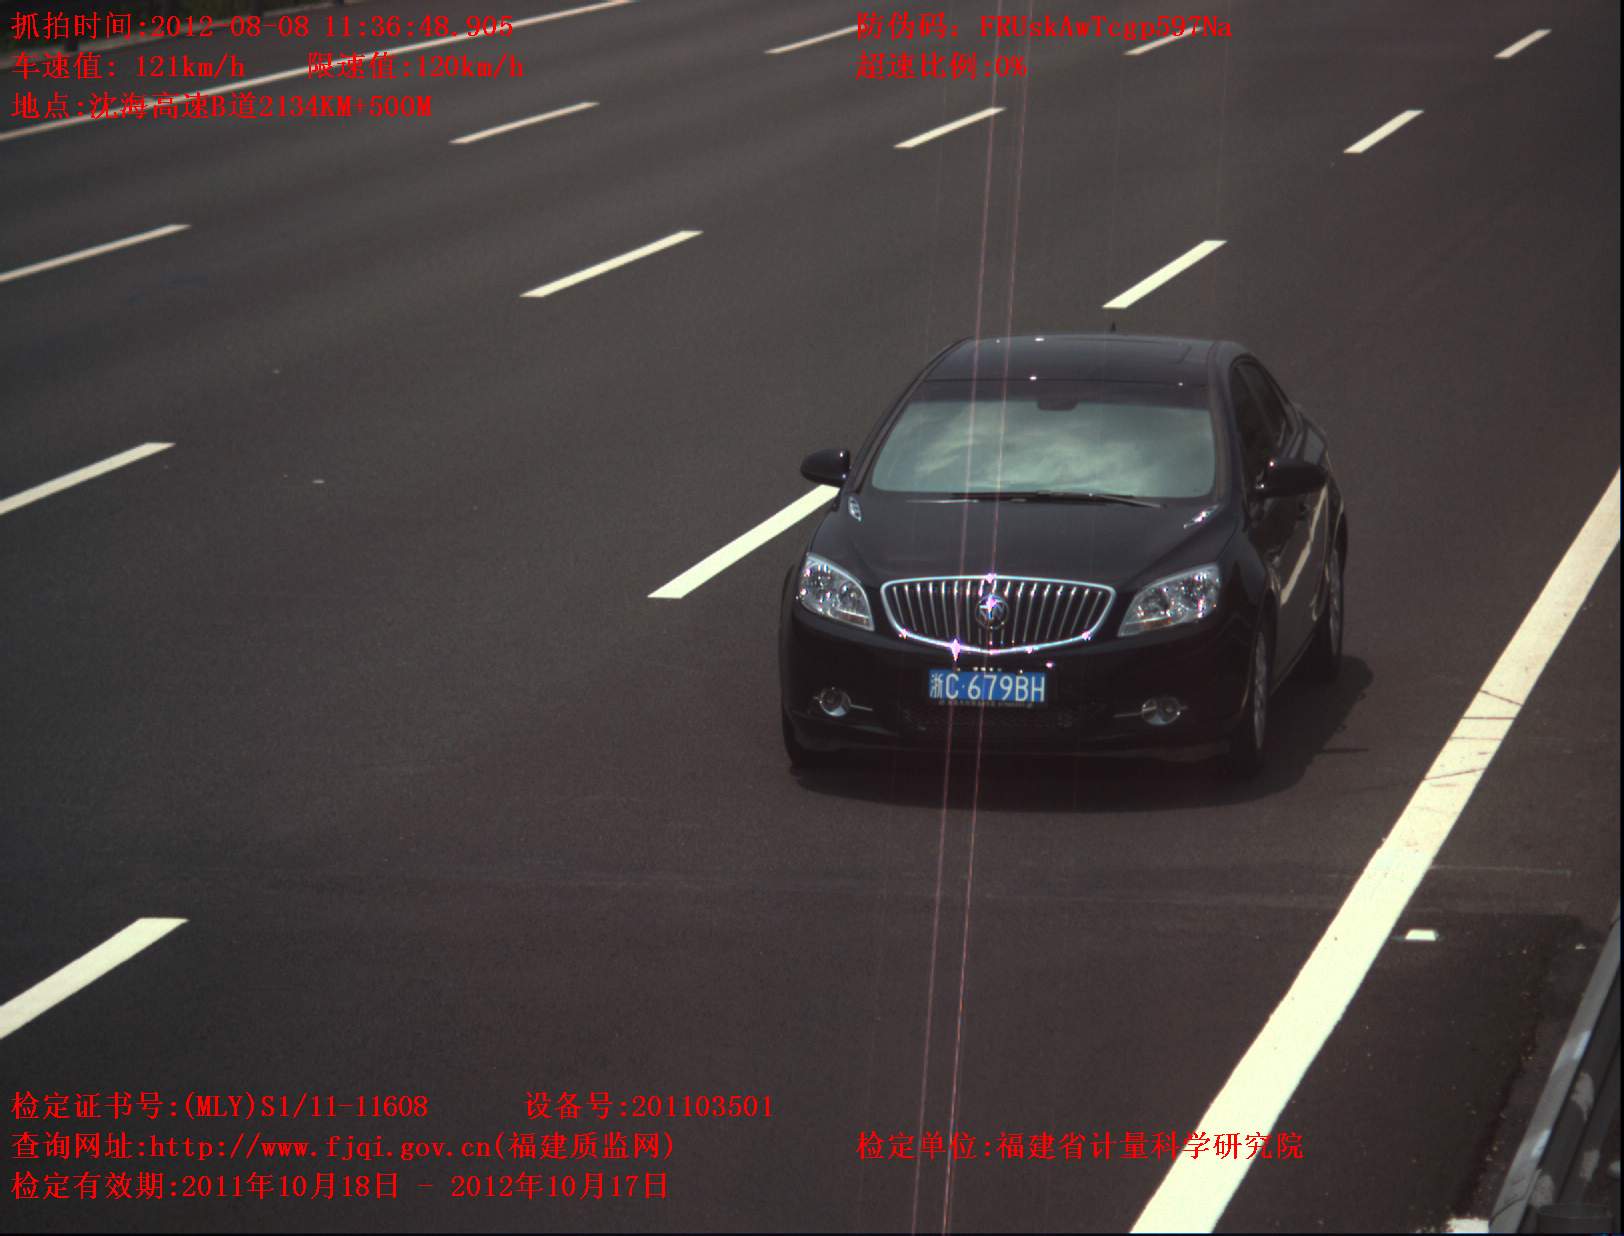 抓拍时间:2012-08-08 11:36:48.905 防伪码: FRUskAwTcgp597Na
车速值: 121km/h 限速值:120km/h 超速比例:0%
地点:沈海高速B道2134KM+500M
浙C·679BH
检定证书号:(MLY)S1/11-11608 设备号:201103501
查询网址:http://www.fjqi.gov.cn(福建质监网) 检定单位:福建省计量科学研究院
检定有效期:2011年10月18日 - 2012年10月17日